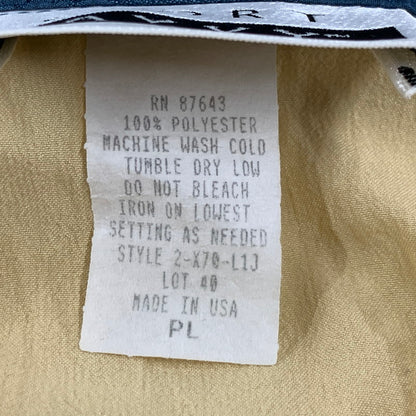 RN 87643
100% POLYESTER
MACHINE WASH COLD
TUMBLE DRY LOW
DO NOT BLEACH
IRON ON LOWEST
SETTING AS NEEDED
STYLE 2-X70-L1J
LOT 40
MADE IN USA
PL